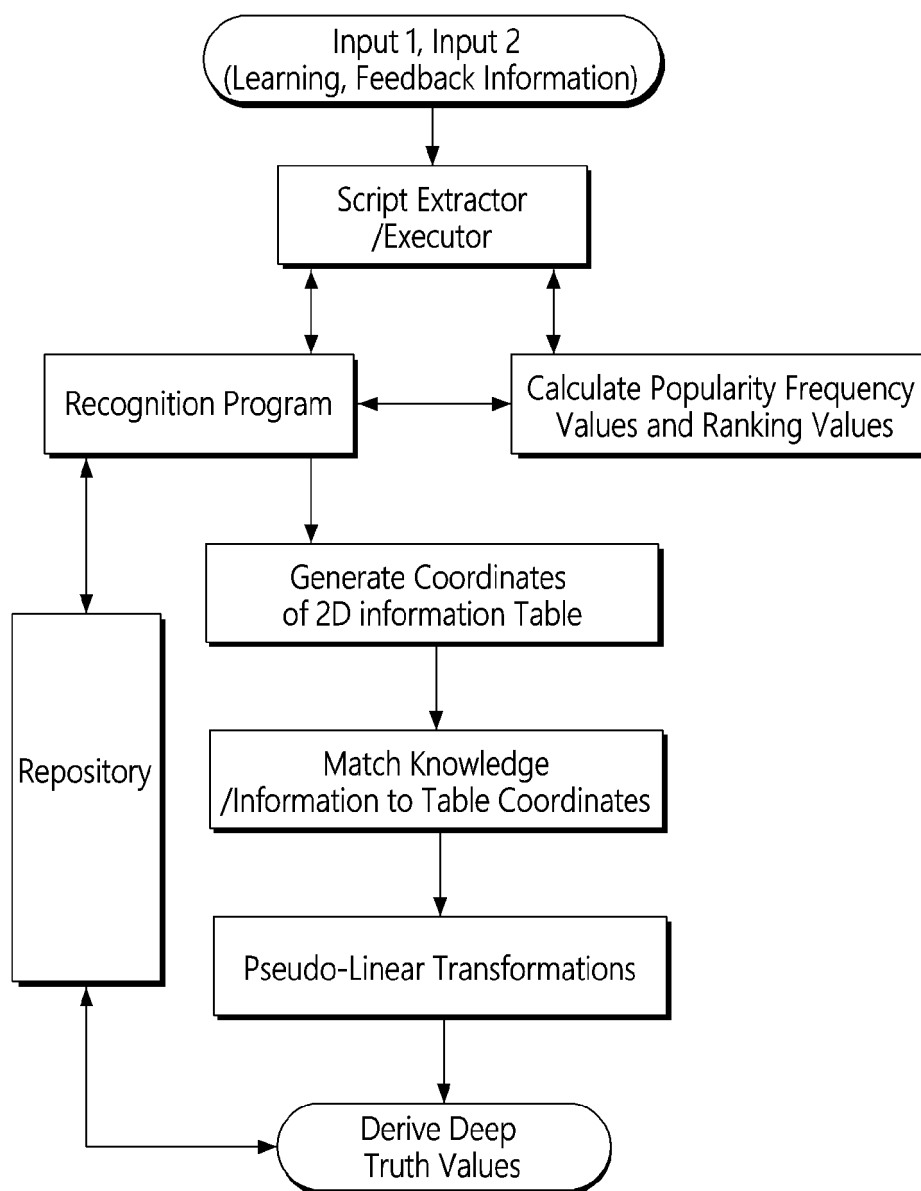 Input 1, Input 2
(Learning, Feedback Information)
Script Extractor
/Executor
Recognition Program
Calculate Popularity Frequency
Values and Ranking Values
Generate Coordinates
of 2D information Table
Repository
Match Knowledge
/Information to Table Coordinates
Pseudo-Linear Transformations
Derive Deep
Truth Values